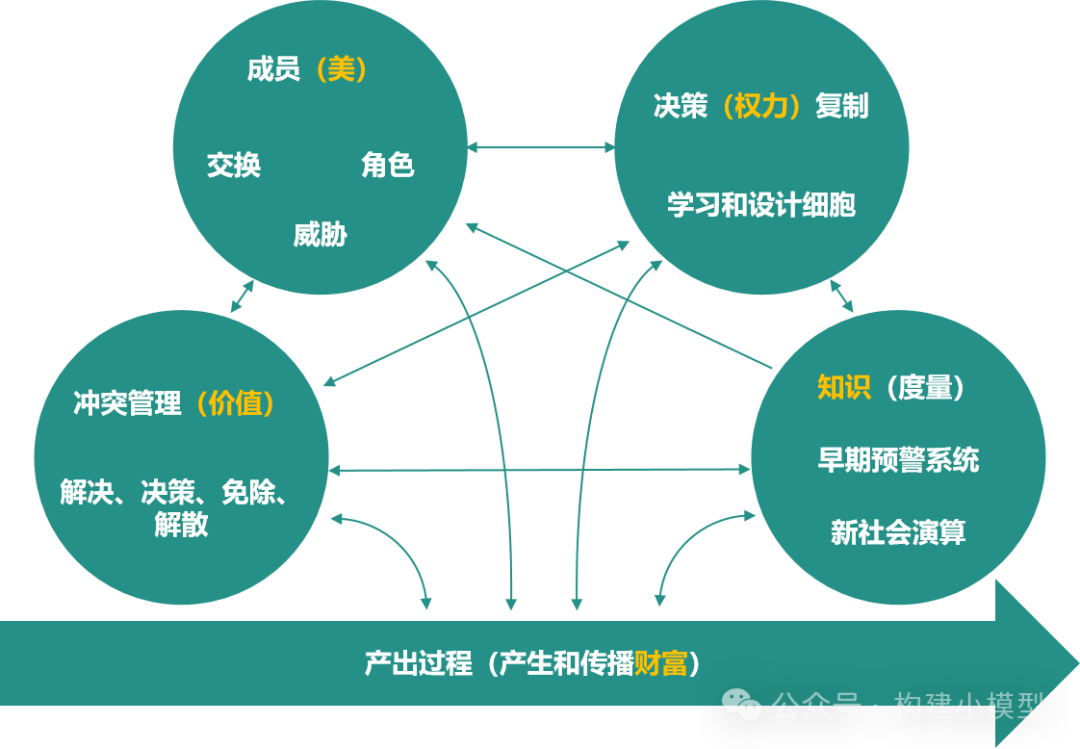 成员（美）
交换 角色
威胁
决策（权力）复制
学习和设计细胞
冲突管理（价值）
解决、决策、免除、
解散
知识（度量）
早期预警系统
新社会演算
产出过程（产生和传播财富）
公众号 · 构建小模型